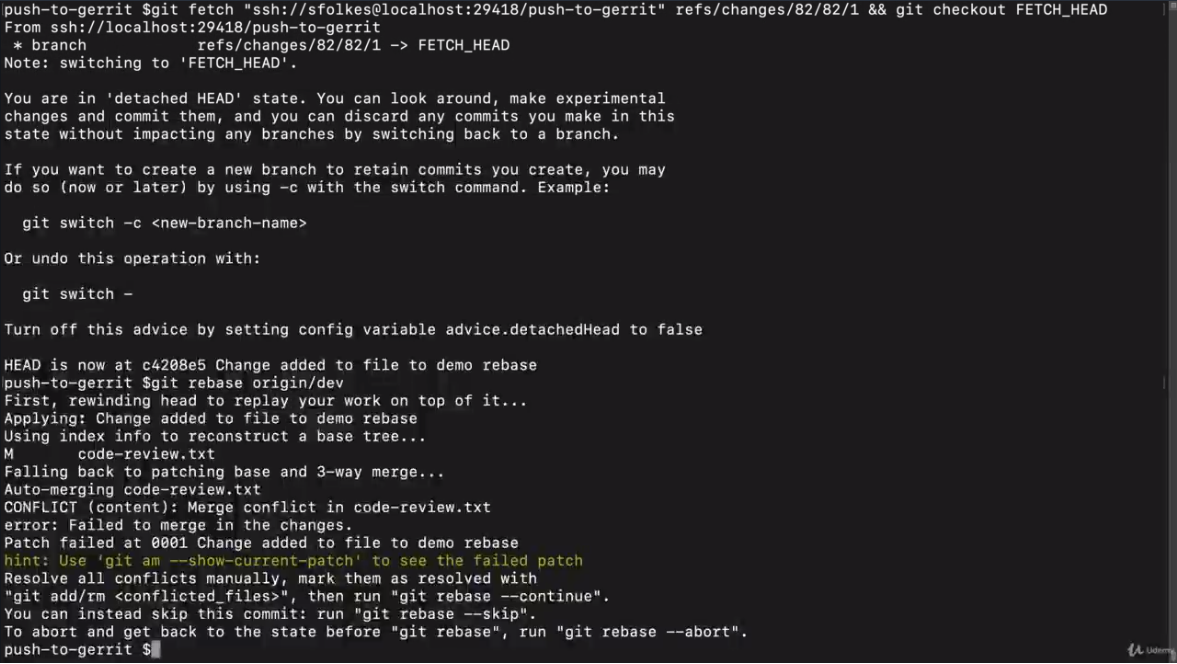 push-to-gerrit $git fetch "ssh://sfolkes@localhost:29418/push-to-gerrit" refs/changes/82/82/1 && git checkout FETCH_HEAD
From ssh://localhost:29418/push-to-gerrit
 * branch            refs/changes/82/82/1 -> FETCH_HEAD
Note: switching to 'FETCH_HEAD'.

You are in 'detached HEAD' state. You can look around, make experimental
changes and commit them, and you can discard any commits you make in this
state without impacting any branches by switching back to a branch.

If you want to create a new branch to retain commits you create, you may
do so (now or later) by using -c with the switch command. Example:

  git switch -c <new-branch-name>

Or undo this operation with:

  git switch -

Turn off this advice by setting config variable advice.detachedHead to false

HEAD is now at c4208e5 Change added to file to demo rebase
push-to-gerrit $git rebase origin/dev
First, rewinding head to replay your work on top of it...
Applying: Change added to file to demo rebase
Using index info to reconstruct a base tree...
M       code-review.txt
Falling back to patching base and 3-way merge...
Auto-merging code-review.txt
CONFLICT (content): Merge conflict in code-review.txt
error: Failed to merge in the changes.
Patch failed at 0001 Change added to file to demo rebase
hint: Use 'git am --show-current-patch' to see the failed patch
Resolve all conflicts manually, mark them as resolved with
"git add/rm <conflicted_files>", then run "git rebase --continue".
You can instead skip this commit: run "git rebase --skip".
To abort and get back to the state before "git rebase", run "git rebase --abort".
push-to-gerrit $
Udemy